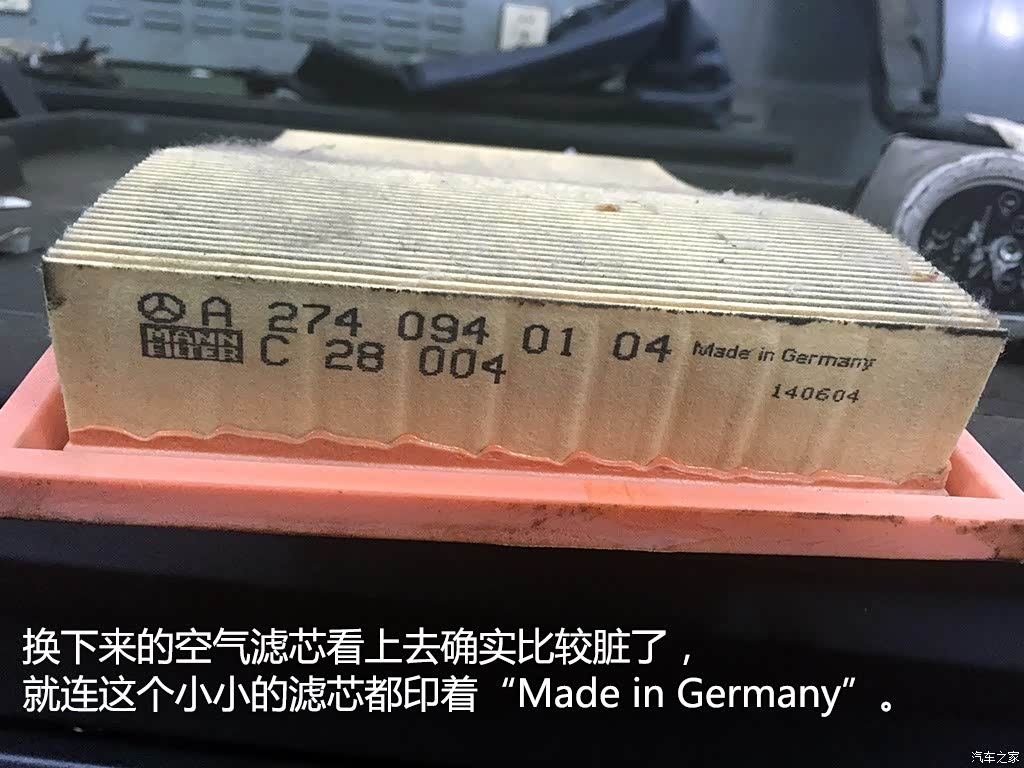 A 274 094 01 04 Made in Germany
MANN FILTER C 28 004
140604
换下来的空气滤芯看上去确实比较脏了，
就连这个小小的滤芯都印着“Made in Germany”。
汽车之家